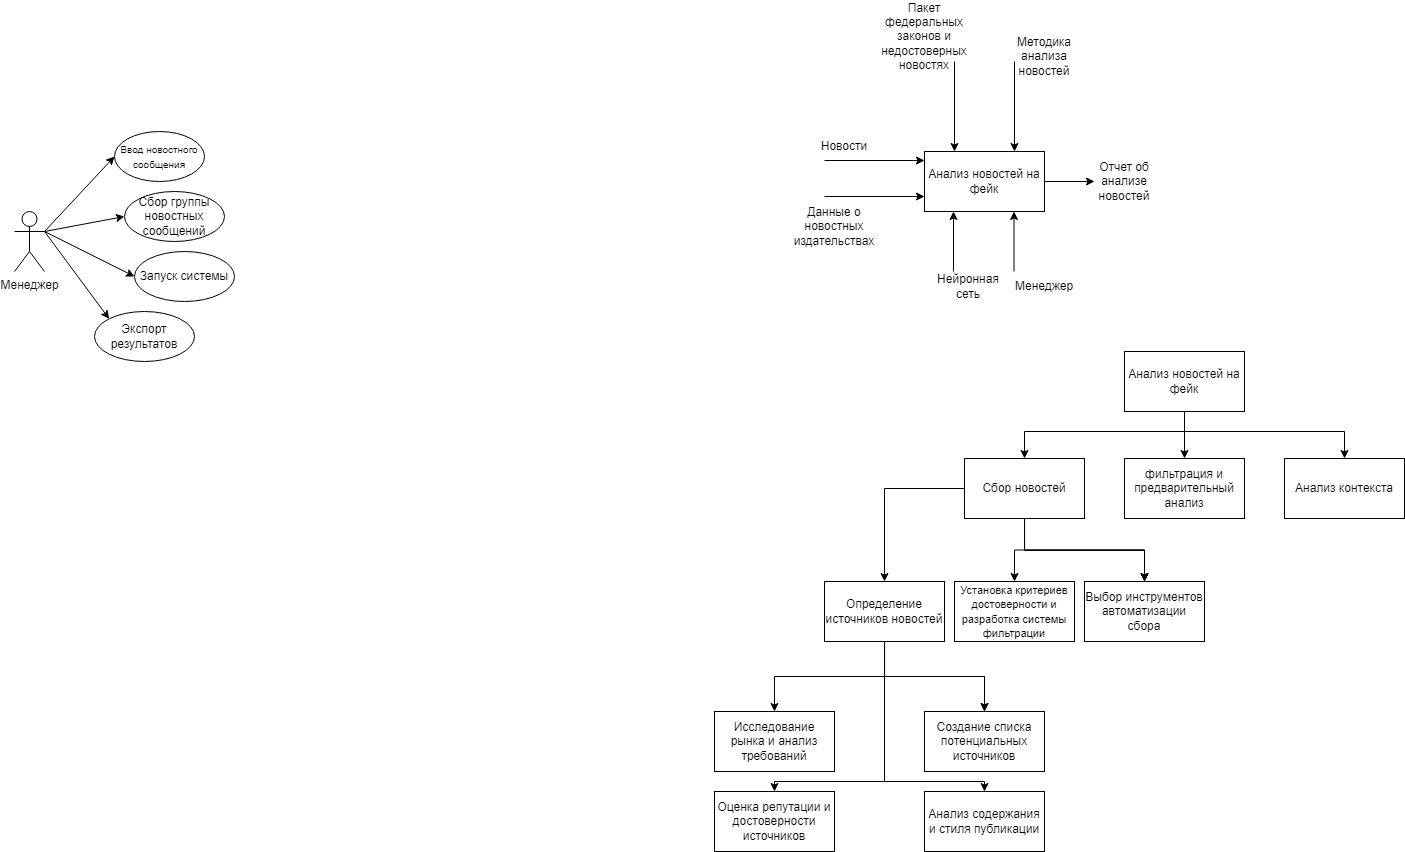 Ввод новостного
сообщения
Сбор группы
новостных
сообщений
Запуск системы
Менеджер
Экспорт
результатов
Пакет
федеральных
законов и
недостоверных
новостях
Методика
анализа
новостей
Новости
Анализ новостей на
фейк
Отчет об
анализе
новостей
Данные о
новостных
издательствах
Нейронная
сеть
Менеджер
Анализ новостей на
фейк
Сбор новостей
фильтрация и
предварительный
анализ
Анализ контекста
Определение
источников новостей
Установка критериев
достоверности и
разработка системы
фильтрации
Выбор инструментов
автоматизации
сбора
Исследование
рынка и анализ
требований
Создание списка
потенциальных
источников
Оценка репутации и
достоверности
источников
Анализ содержания
и стиля публикации